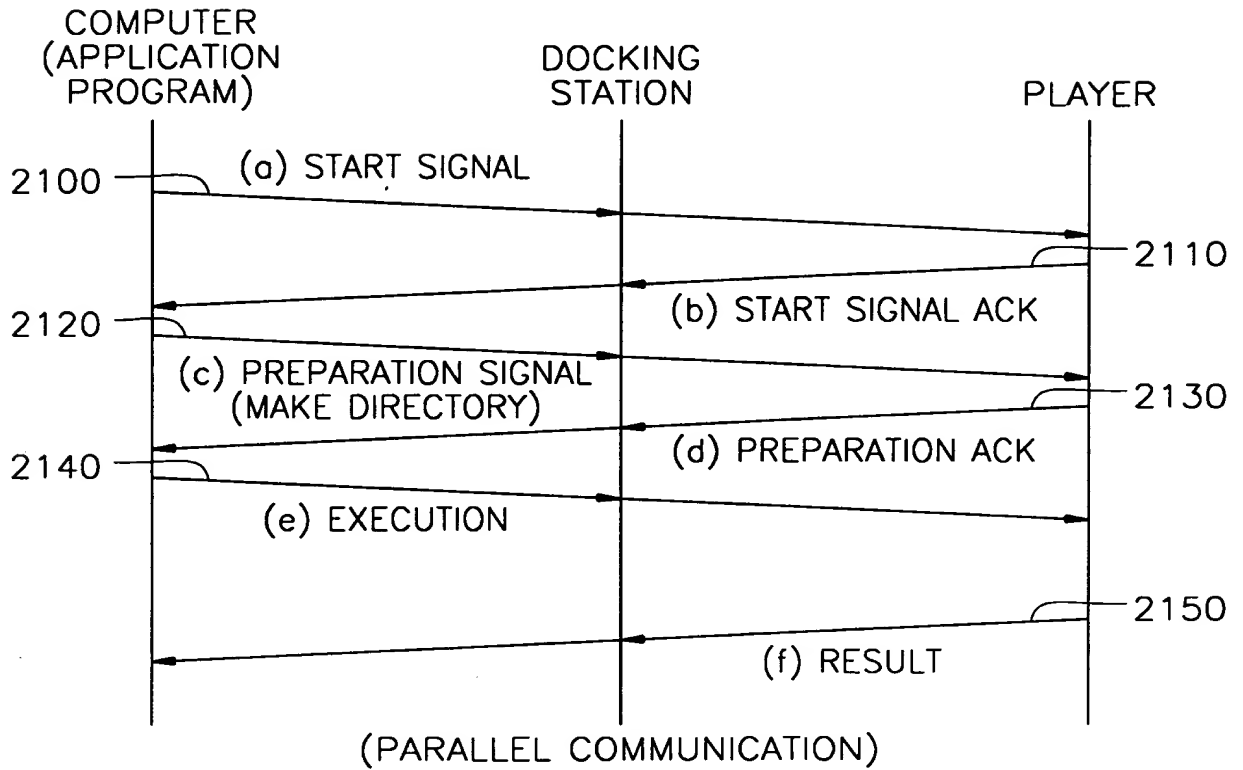 COMPUTER
(APPLICATION
PROGRAM)
DOCKING
STATION
PLAYER
2100
(a) START SIGNAL
2110
(b) START SIGNAL ACK
2120
(c) PREPARATION SIGNAL
(MAKE DIRECTORY)
2130
(d) PREPARATION ACK
2140
(e) EXECUTION
2150
(f) RESULT
(PARALLEL COMMUNICATION)